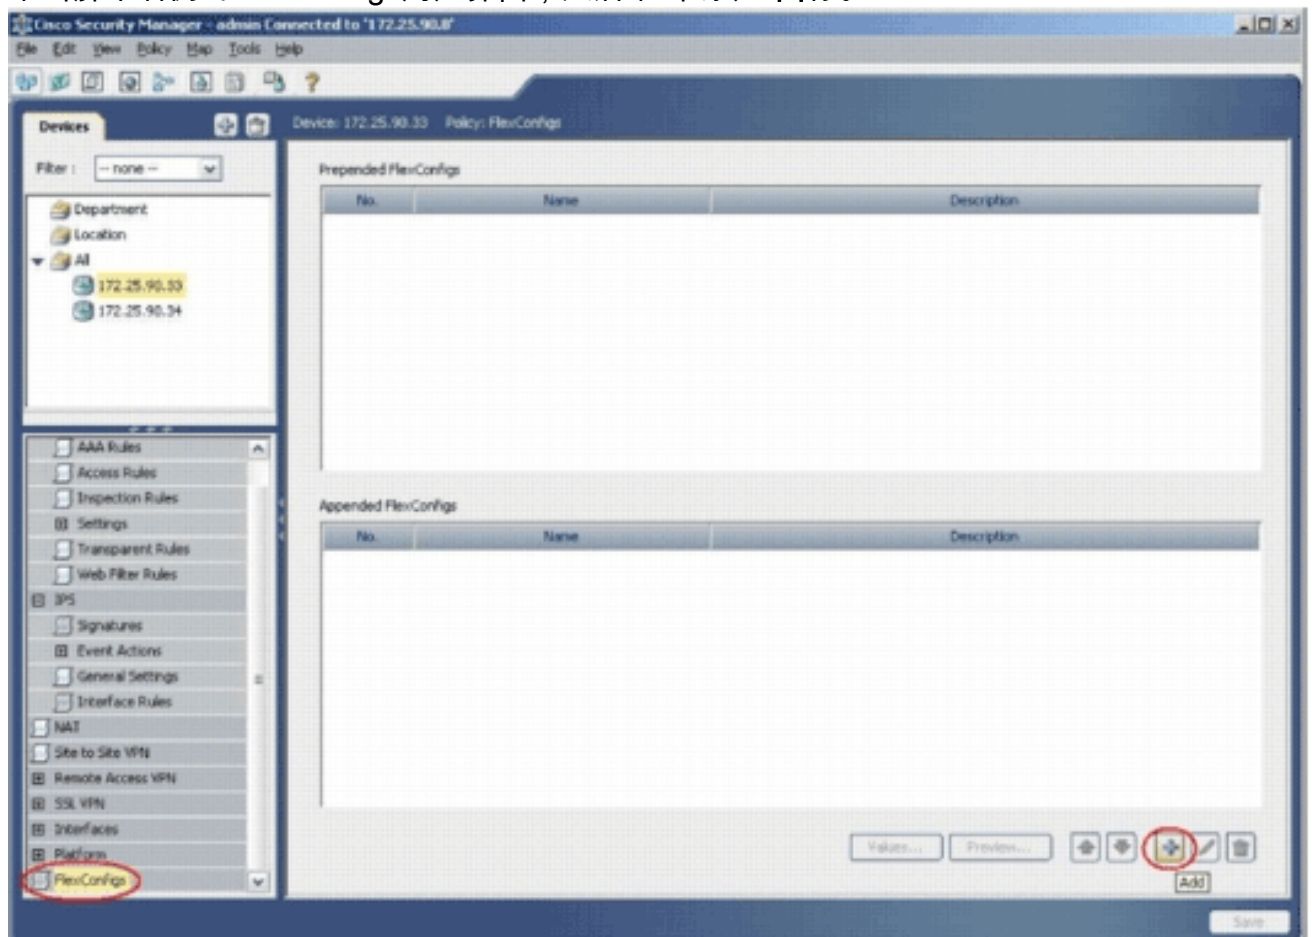 Cisco Security Manager - admin Connected to '172.25.90.8'
File Edit View Policy Map Tools Help
Devices
Device: 172.25.90.33 Policy: FlexConfigs
Filter : -- none --
Department
Location
All
172.25.90.33
172.25.90.34
Prepended FlexConfigs
No. Name Description
Appended FlexConfigs
No. Name Description
AAA Rules
Access Rules
Inspection Rules
Settings
Transparent Rules
Web Filter Rules
IPS
Signatures
Event Actions
General Settings
Interface Rules
NAT
Site to Site VPN
Remote Access VPN
SSL VPN
Interfaces
Platform
FlexConfigs
Values... Preview...
Add
Save